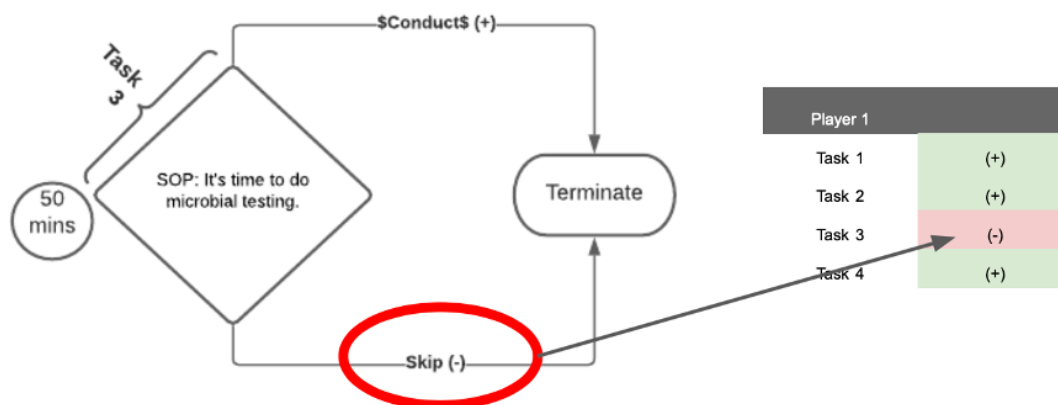 $Conduct$ (+)
Task
3
50
mins
SOP: It's time to do
microbial testing.
Terminate
Skip (-)
Player 1
Task 1 (+)
Task 2 (+)
Task 3 (-)
Task 4 (+)